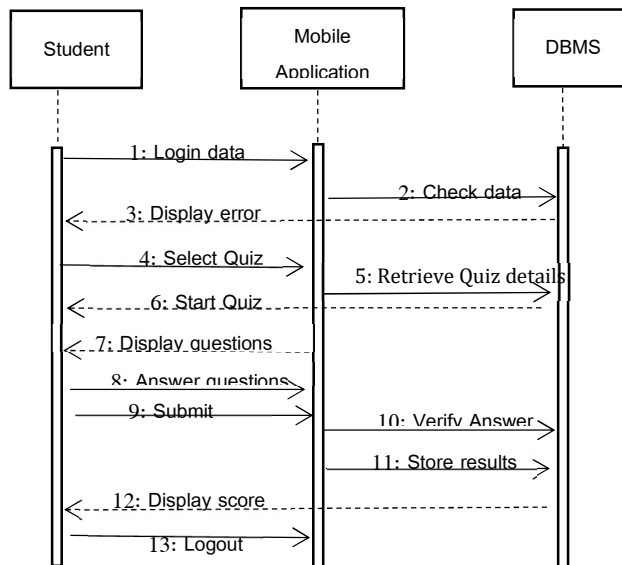 Student
Mobile
Application
DBMS
1: Login data
2: Check data
3: Display error
4: Select Quiz
5: Retrieve Quiz details
6: Start Quiz
7: Display questions
8: Answer questions
9: Submit
10: Verify Answer
11: Store results
12: Display score
13: Logout